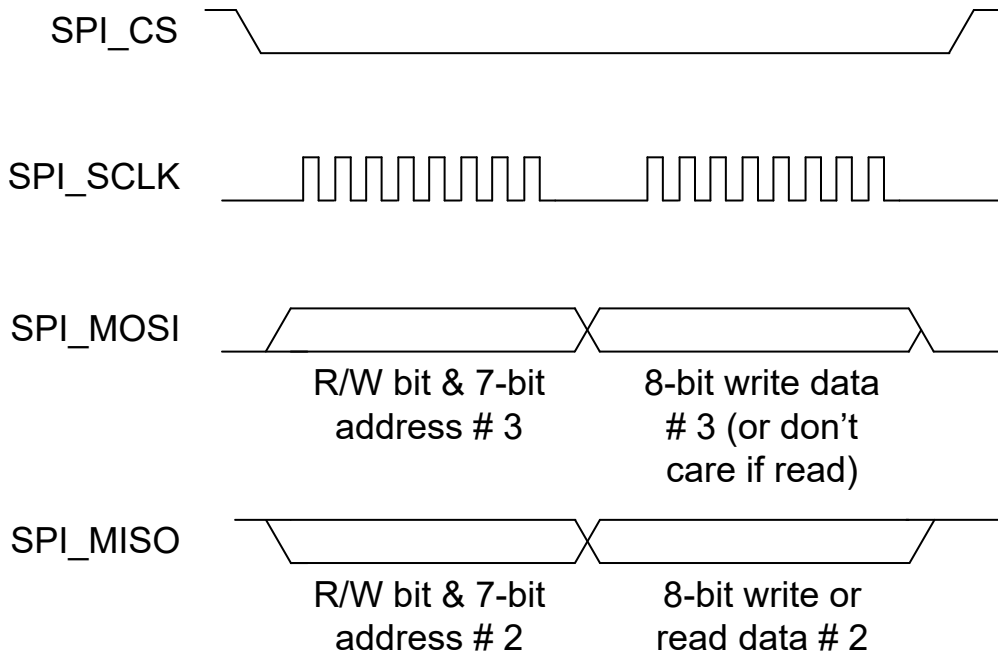 SPI_CS
SPI_SCLK
SPI_MOSI
R/W bit & 7-bit
address # 3
8-bit write data
# 3 (or don’t
care if read)
SPI_MISO
R/W bit & 7-bit
address # 2
8-bit write or
read data # 2